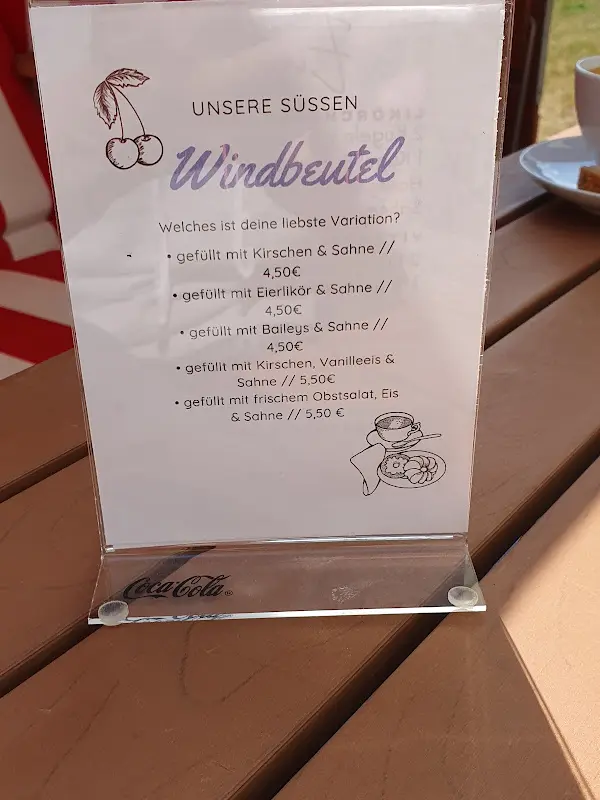 UNSERE SÜSSEN
Windbeutel
Welches ist deine liebste Variation?
• gefüllt mit Kirschen & Sahne //
4,50€
• gefüllt mit Eierlikör & Sahne //
4,50€
• gefüllt mit Baileys & Sahne //
4,50€
• gefüllt mit Kirschen, Vanilleeis &
Sahne // 5,50€
• gefüllt mit frischem Obstsalat, Eis
& Sahne // 5,50 €
Coca-Cola®